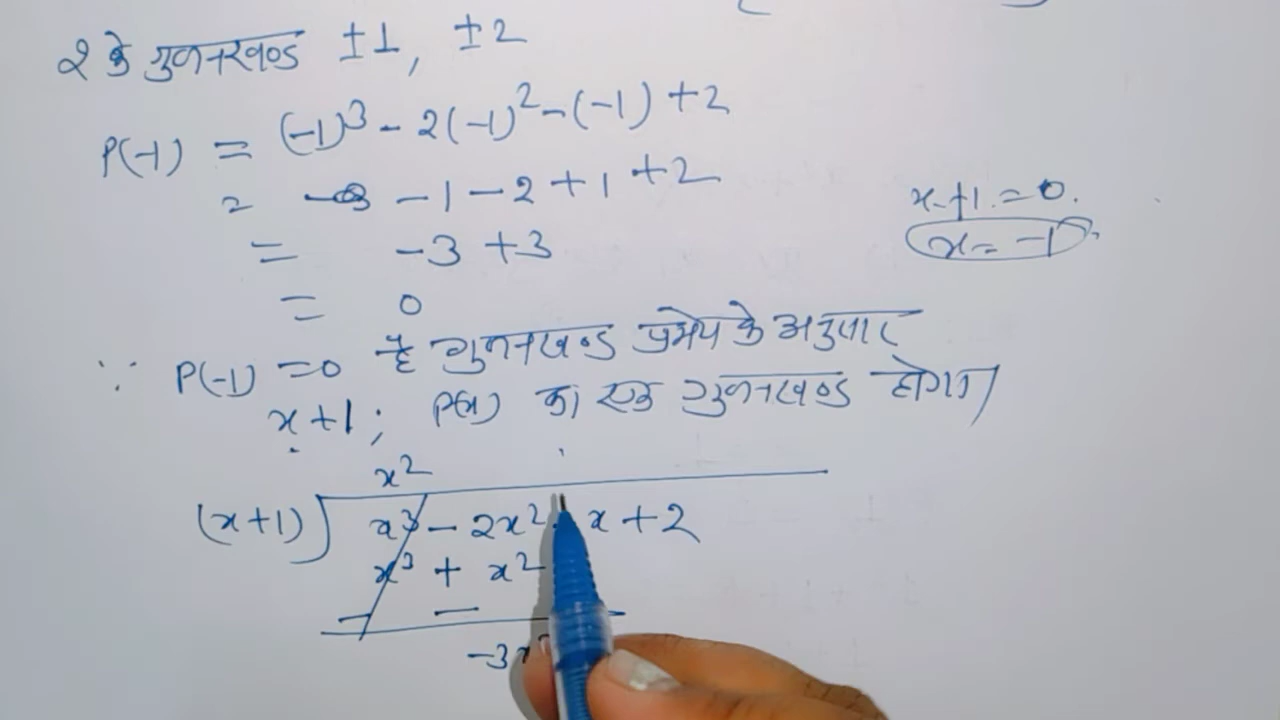 2 के गुणनखण्ड ±1, ±2
P(-1) = (-1)³ - 2(-1)² - (-1) + 2
= -1 - 2 + 1 + 2
x+1 = 0.
= -3 + 3
x = -1
= 0
∵ P(-1) = 0 है गुणनखण्ड प्रमेय के अनुसार
x + 1 ; P(x) का एक गुणनखण्ड होगा
x²
(x+1) x³ - 2x² x + 2
x³ + x²
- -
-3x